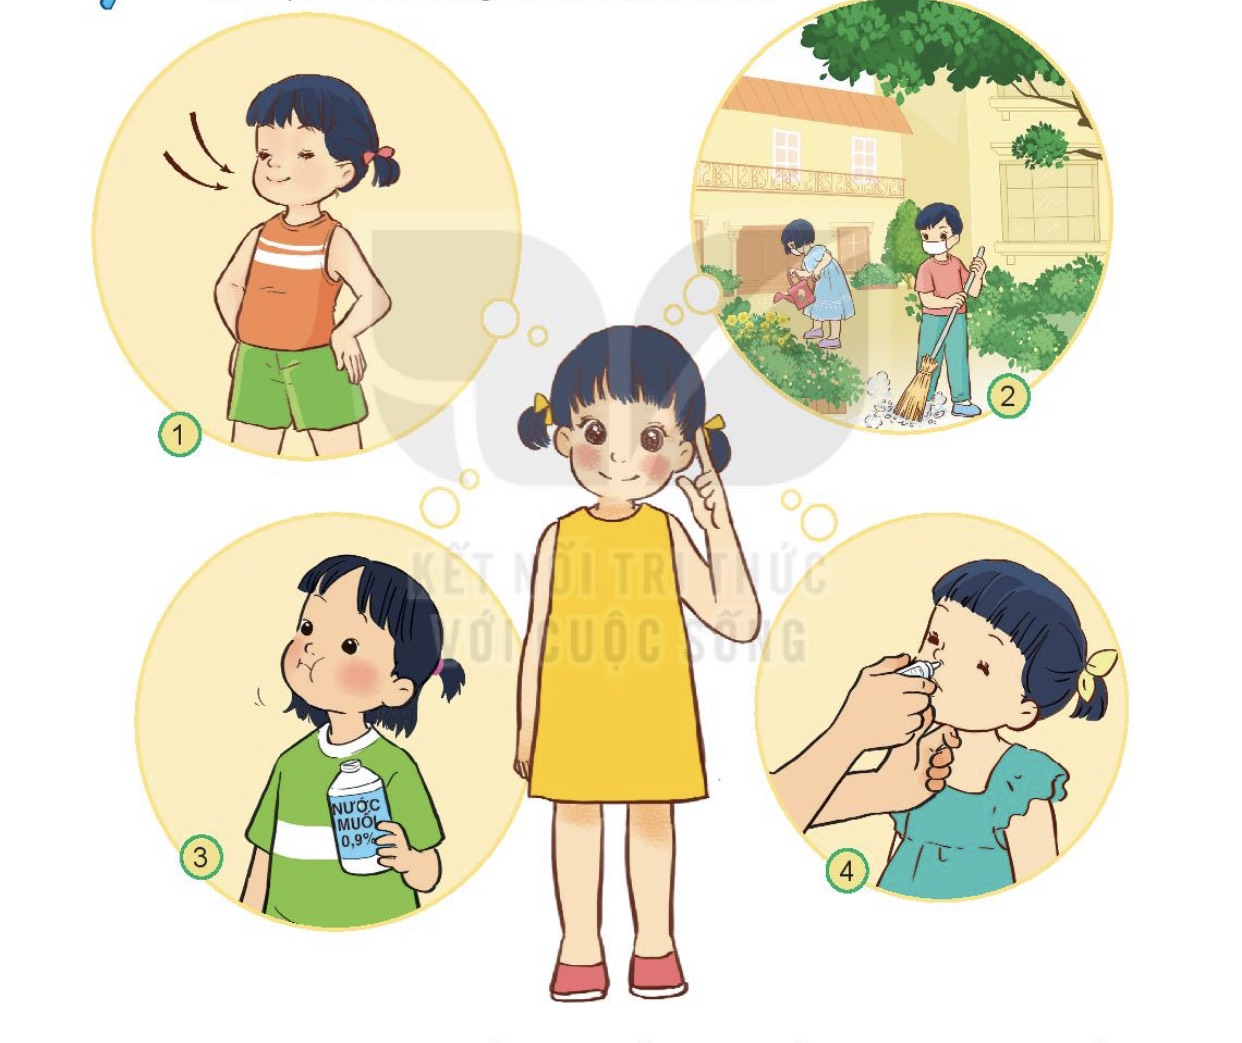 1
2
KẾT NỐI TRI THỨC
VỚI CUỘC SỐNG
NƯỚC
MUỐI
0,9%
3
4